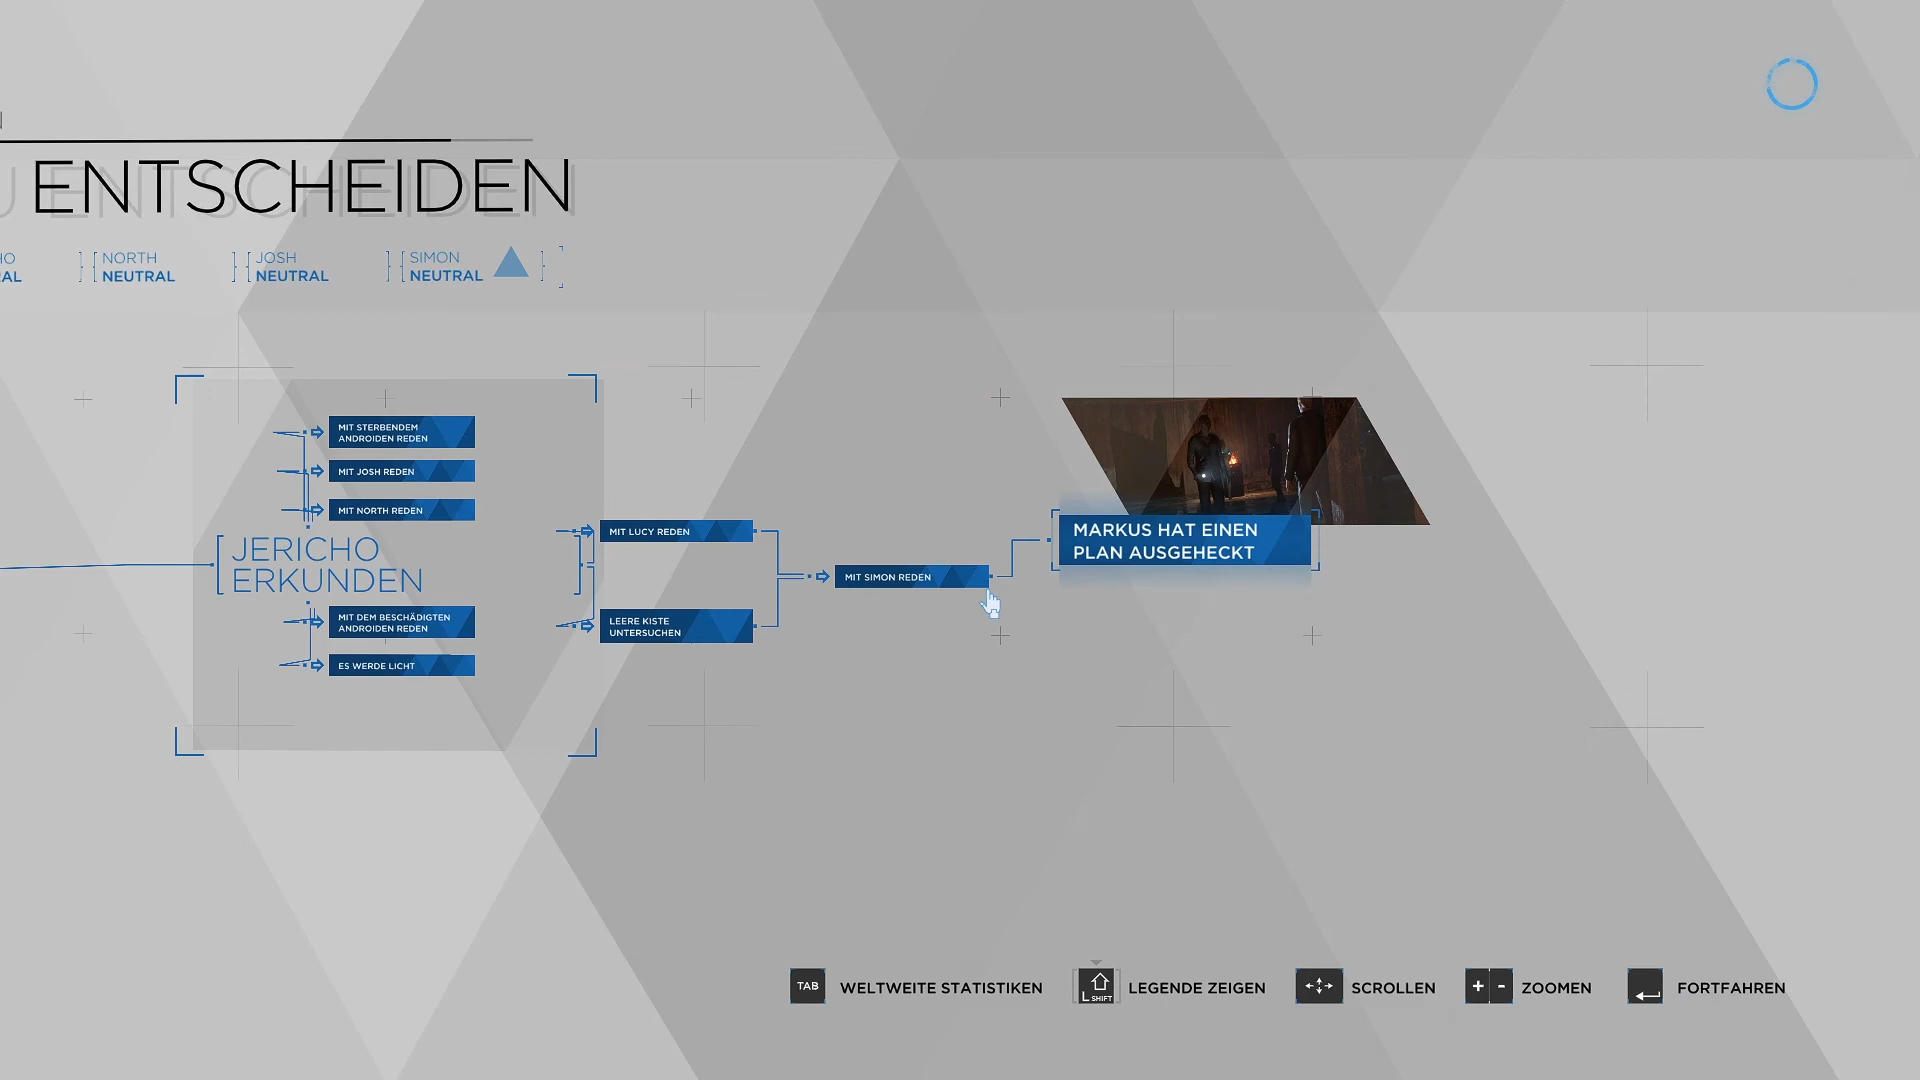 ENTSCHEIDEN
HO
AL
NORTH
NEUTRAL
JOSH
NEUTRAL
SIMON
NEUTRAL
MIT STERBENDEM
ANDROIDEN REDEN
MIT JOSH REDEN
MIT NORTH REDEN
JERICHO
ERKUNDEN
MIT DEM BESCHÄDIGTEN
ANDROIDEN REDEN
ES WERDE LICHT
MIT LUCY REDEN
LEERE KISTE
UNTERSUCHEN
MIT SIMON REDEN
MARKUS HAT EINEN
PLAN AUSGEHECKT
TAB WELTWEITE STATISTIKEN
L SHIFT LEGENDE ZEIGEN
SCROLLEN
+ - ZOOMEN
FORTFAHREN